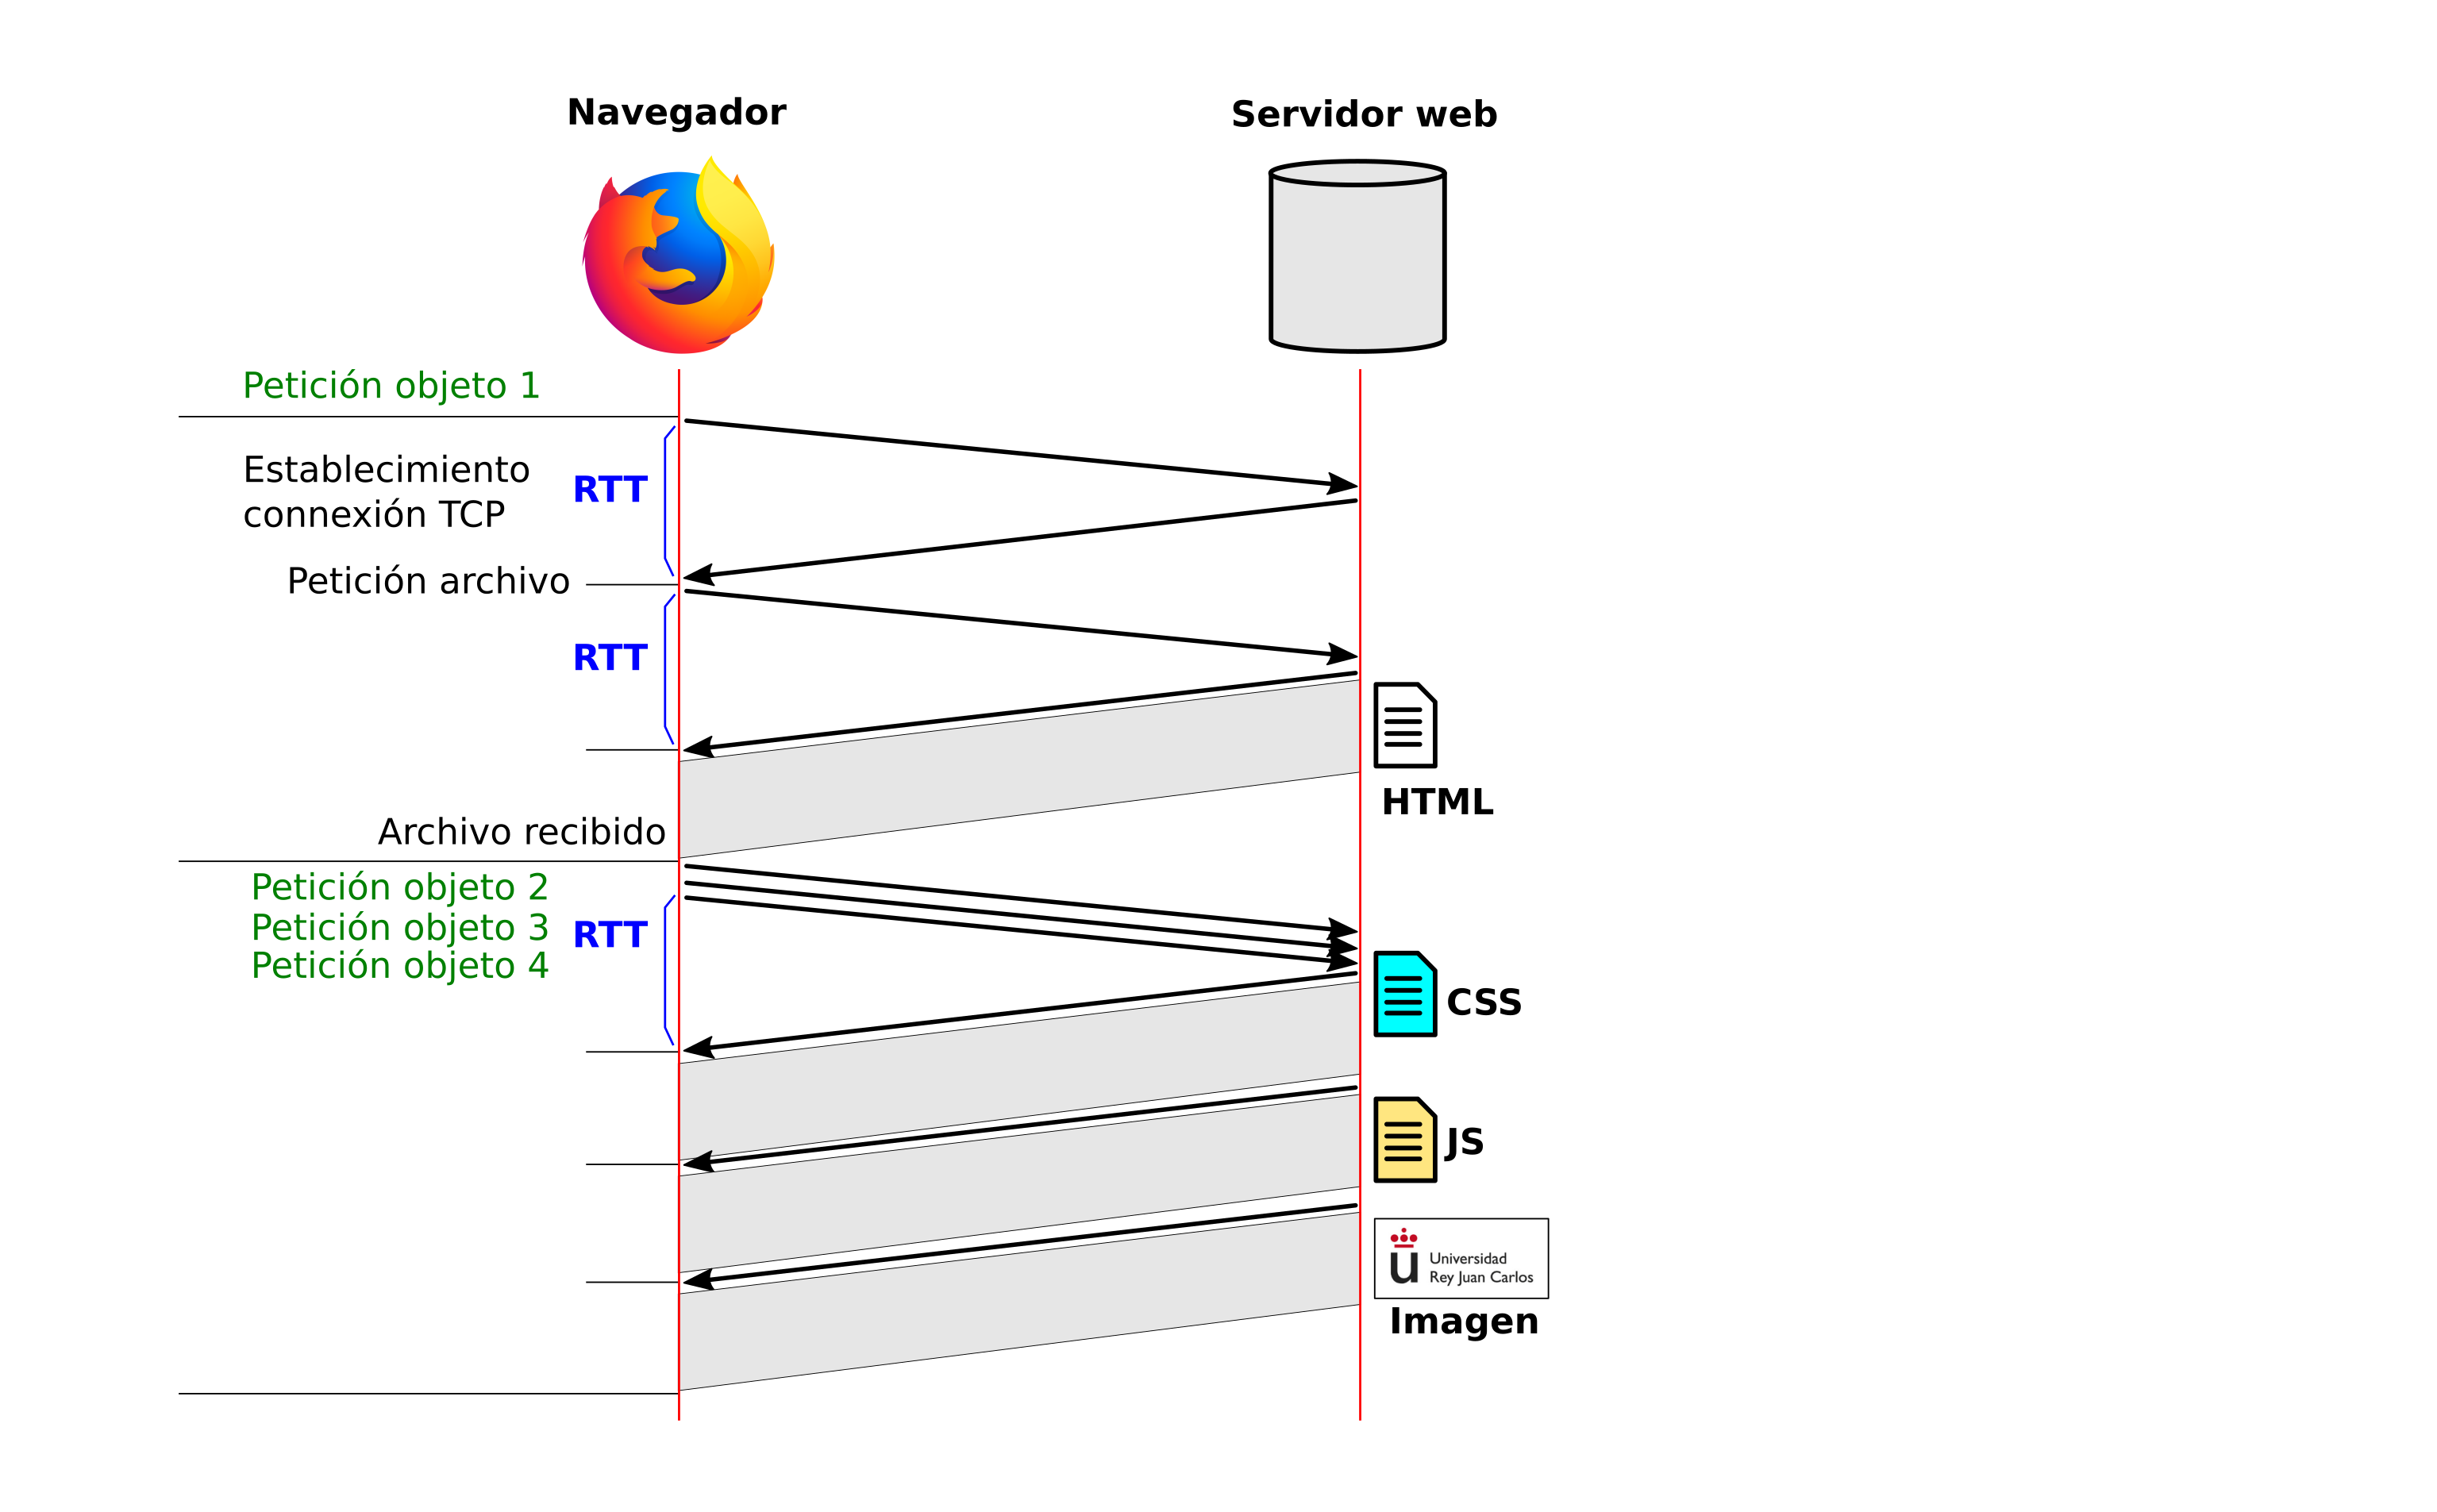 Navegador
Servidor web
Petición objeto 1
Establecimiento
connexión TCP
RTT
Petición archivo
RTT
HTML
Archivo recibido
Petición objeto 2
Petición objeto 3
RTT
Petición objeto 4
CSS
JS
Universidad
Rey Juan Carlos
Imagen